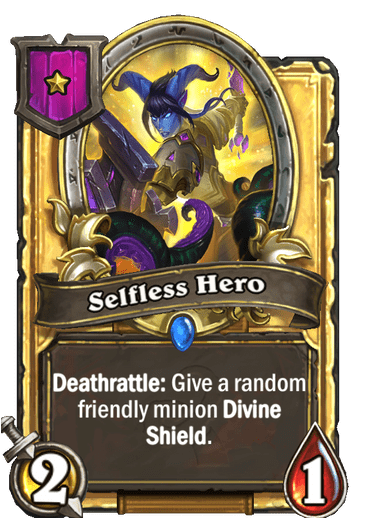 Selfless Hero
Deathrattle: Give a random
friendly minion Divine
Shield.
2
1